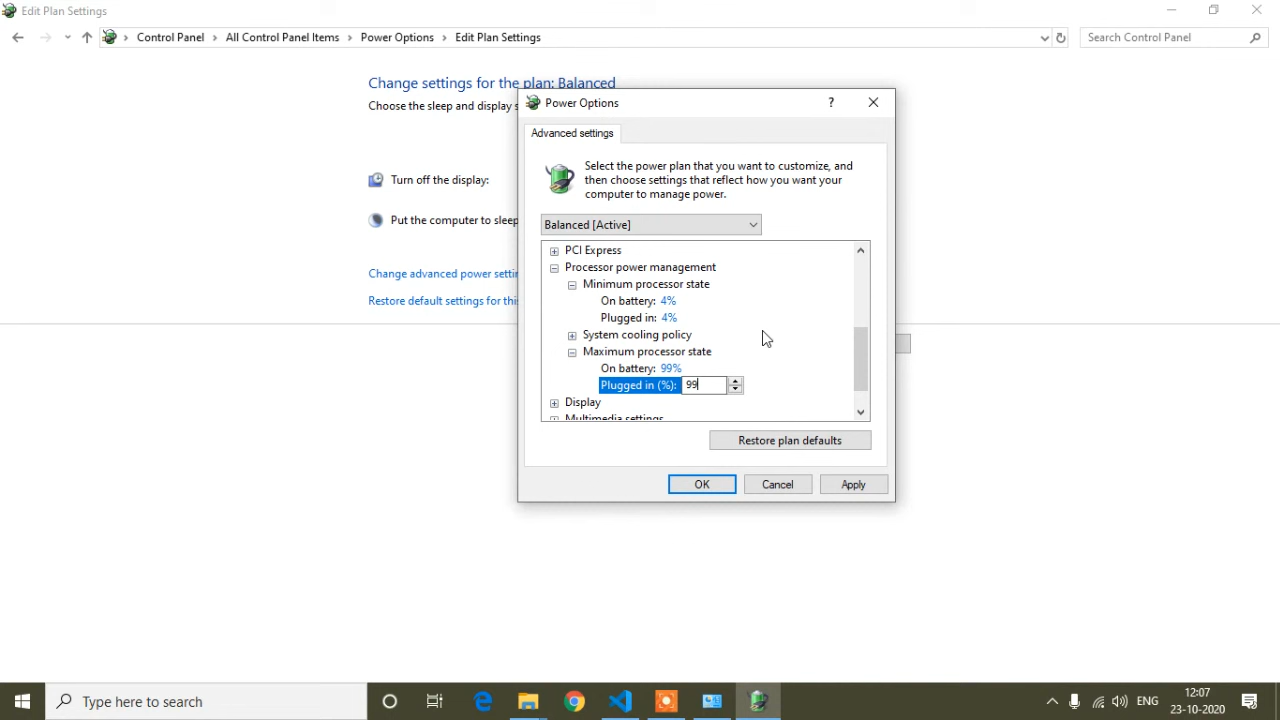 Edit Plan Settings
Control Panel
All Control Panel Items
Power Options
Edit Plan Settings
Search Control Panel
Change settings for the plan: Balanced
Choose the sleep and display s
Turn off the display:
Put the computer to sleep
Change advanced power settin
Restore default settings for this
Power Options
?
Advanced settings
Select the power plan that you want to customize, and
then choose settings that reflect how you want your
computer to manage power.
Balanced [Active]
PCI Express
Processor power management
Minimum processor state
On battery: 4%
Plugged in: 4%
System cooling policy
Maximum processor state
On battery: 99%
Plugged in (%): 99
Display
Multimedia settings
Restore plan defaults
OK
Cancel
Apply
Type here to search
ENG
12:07
23-10-2020